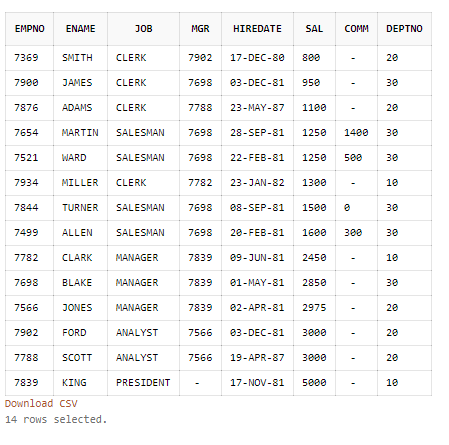 EMPNO ENAME JOB MGR HIREDATE SAL COMM DEPTNO
7369 SMITH CLERK 7902 17-DEC-80 800 - 20
7900 JAMES CLERK 7698 03-DEC-81 950 - 30
7876 ADAMS CLERK 7788 23-MAY-87 1100 - 20
7654 MARTIN SALESMAN 7698 28-SEP-81 1250 1400 30
7521 WARD SALESMAN 7698 22-FEB-81 1250 500 30
7934 MILLER CLERK 7782 23-JAN-82 1300 - 10
7844 TURNER SALESMAN 7698 08-SEP-81 1500 0 30
7499 ALLEN SALESMAN 7698 20-FEB-81 1600 300 30
7782 CLARK MANAGER 7839 09-JUN-81 2450 - 10
7698 BLAKE MANAGER 7839 01-MAY-81 2850 - 30
7566 JONES MANAGER 7839 02-APR-81 2975 - 20
7902 FORD ANALYST 7566 03-DEC-81 3000 - 20
7788 SCOTT ANALYST 7566 19-APR-87 3000 - 20
7839 KING PRESIDENT - 17-NOV-81 5000 - 10
Download CSV
14 rows selected.